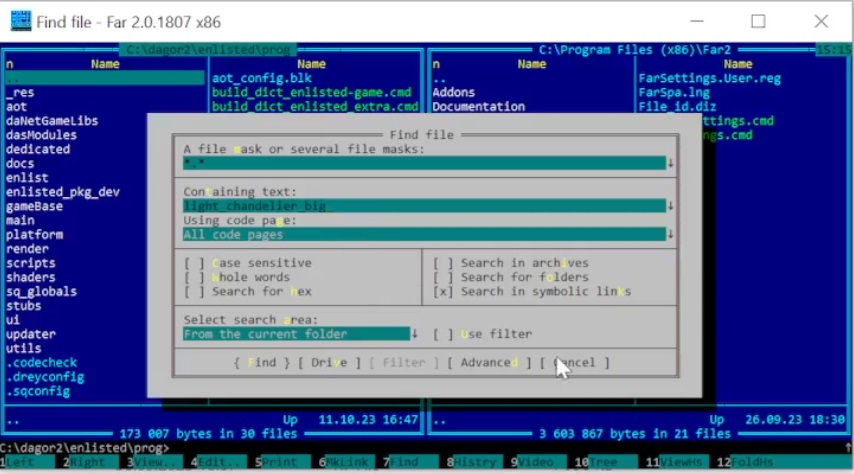 Find file - Far 2.0.1807 x86
C:\dagor2\enlisted\prog
C:\Program Files (x86)\Far2
15:15
n Name Name n Name Name
.. aot_config.blk .. FarSettings.User.reg
_res build_dict_enlisted-game.cmd Addons FarSpa.lng
aot build_dict_enlisted_extra.cmd Documentation File_id.diz
daNetGameLibs ttings.cmd
dasModules ngs.cmd
dedicated
docs
enlist
enlisted_pkg_dev
gameBase
main
platform
render
scripts
shaders
sq_globals
stubs
ui
updater
utils
.codecheck
.dreyconfig
.sqconfig
Find file
A file mask or several file masks:
*.*
Containing text:
light_chandelier_big
Using code page:
All code pages
[ ] Case sensitive [ ] Search in archives
[ ] Whole words [ ] Search for folders
[ ] Search for hex [x] Search in symbolic links
Select search area:
From the current folder [ ] Use filter
{ Find } [ Drive ] [ Filter ] [ Advanced ] [ Cancel ]
.. Up 11.10.23 16:47 .. Up 26.09.23 18:30
173 007 bytes in 30 files 3 603 867 bytes in 21 files
C:\dagor2\enlisted\prog>
1Left 2Right 3View.. 4Edit.. 5Print 6MkLink 7Find 8Histry 9Video 10Tree 11ViewHs 12FoldHs